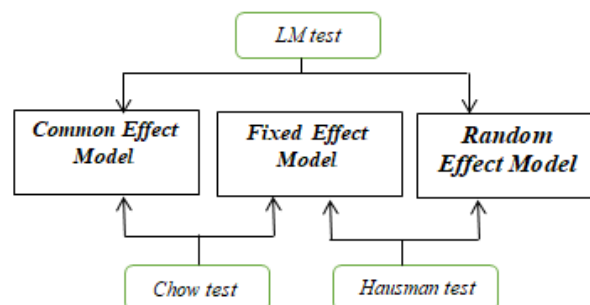 LM test
Common Effect
Model
Fixed Effect
Model
Random
Effect Model
Chow test
Hausman test